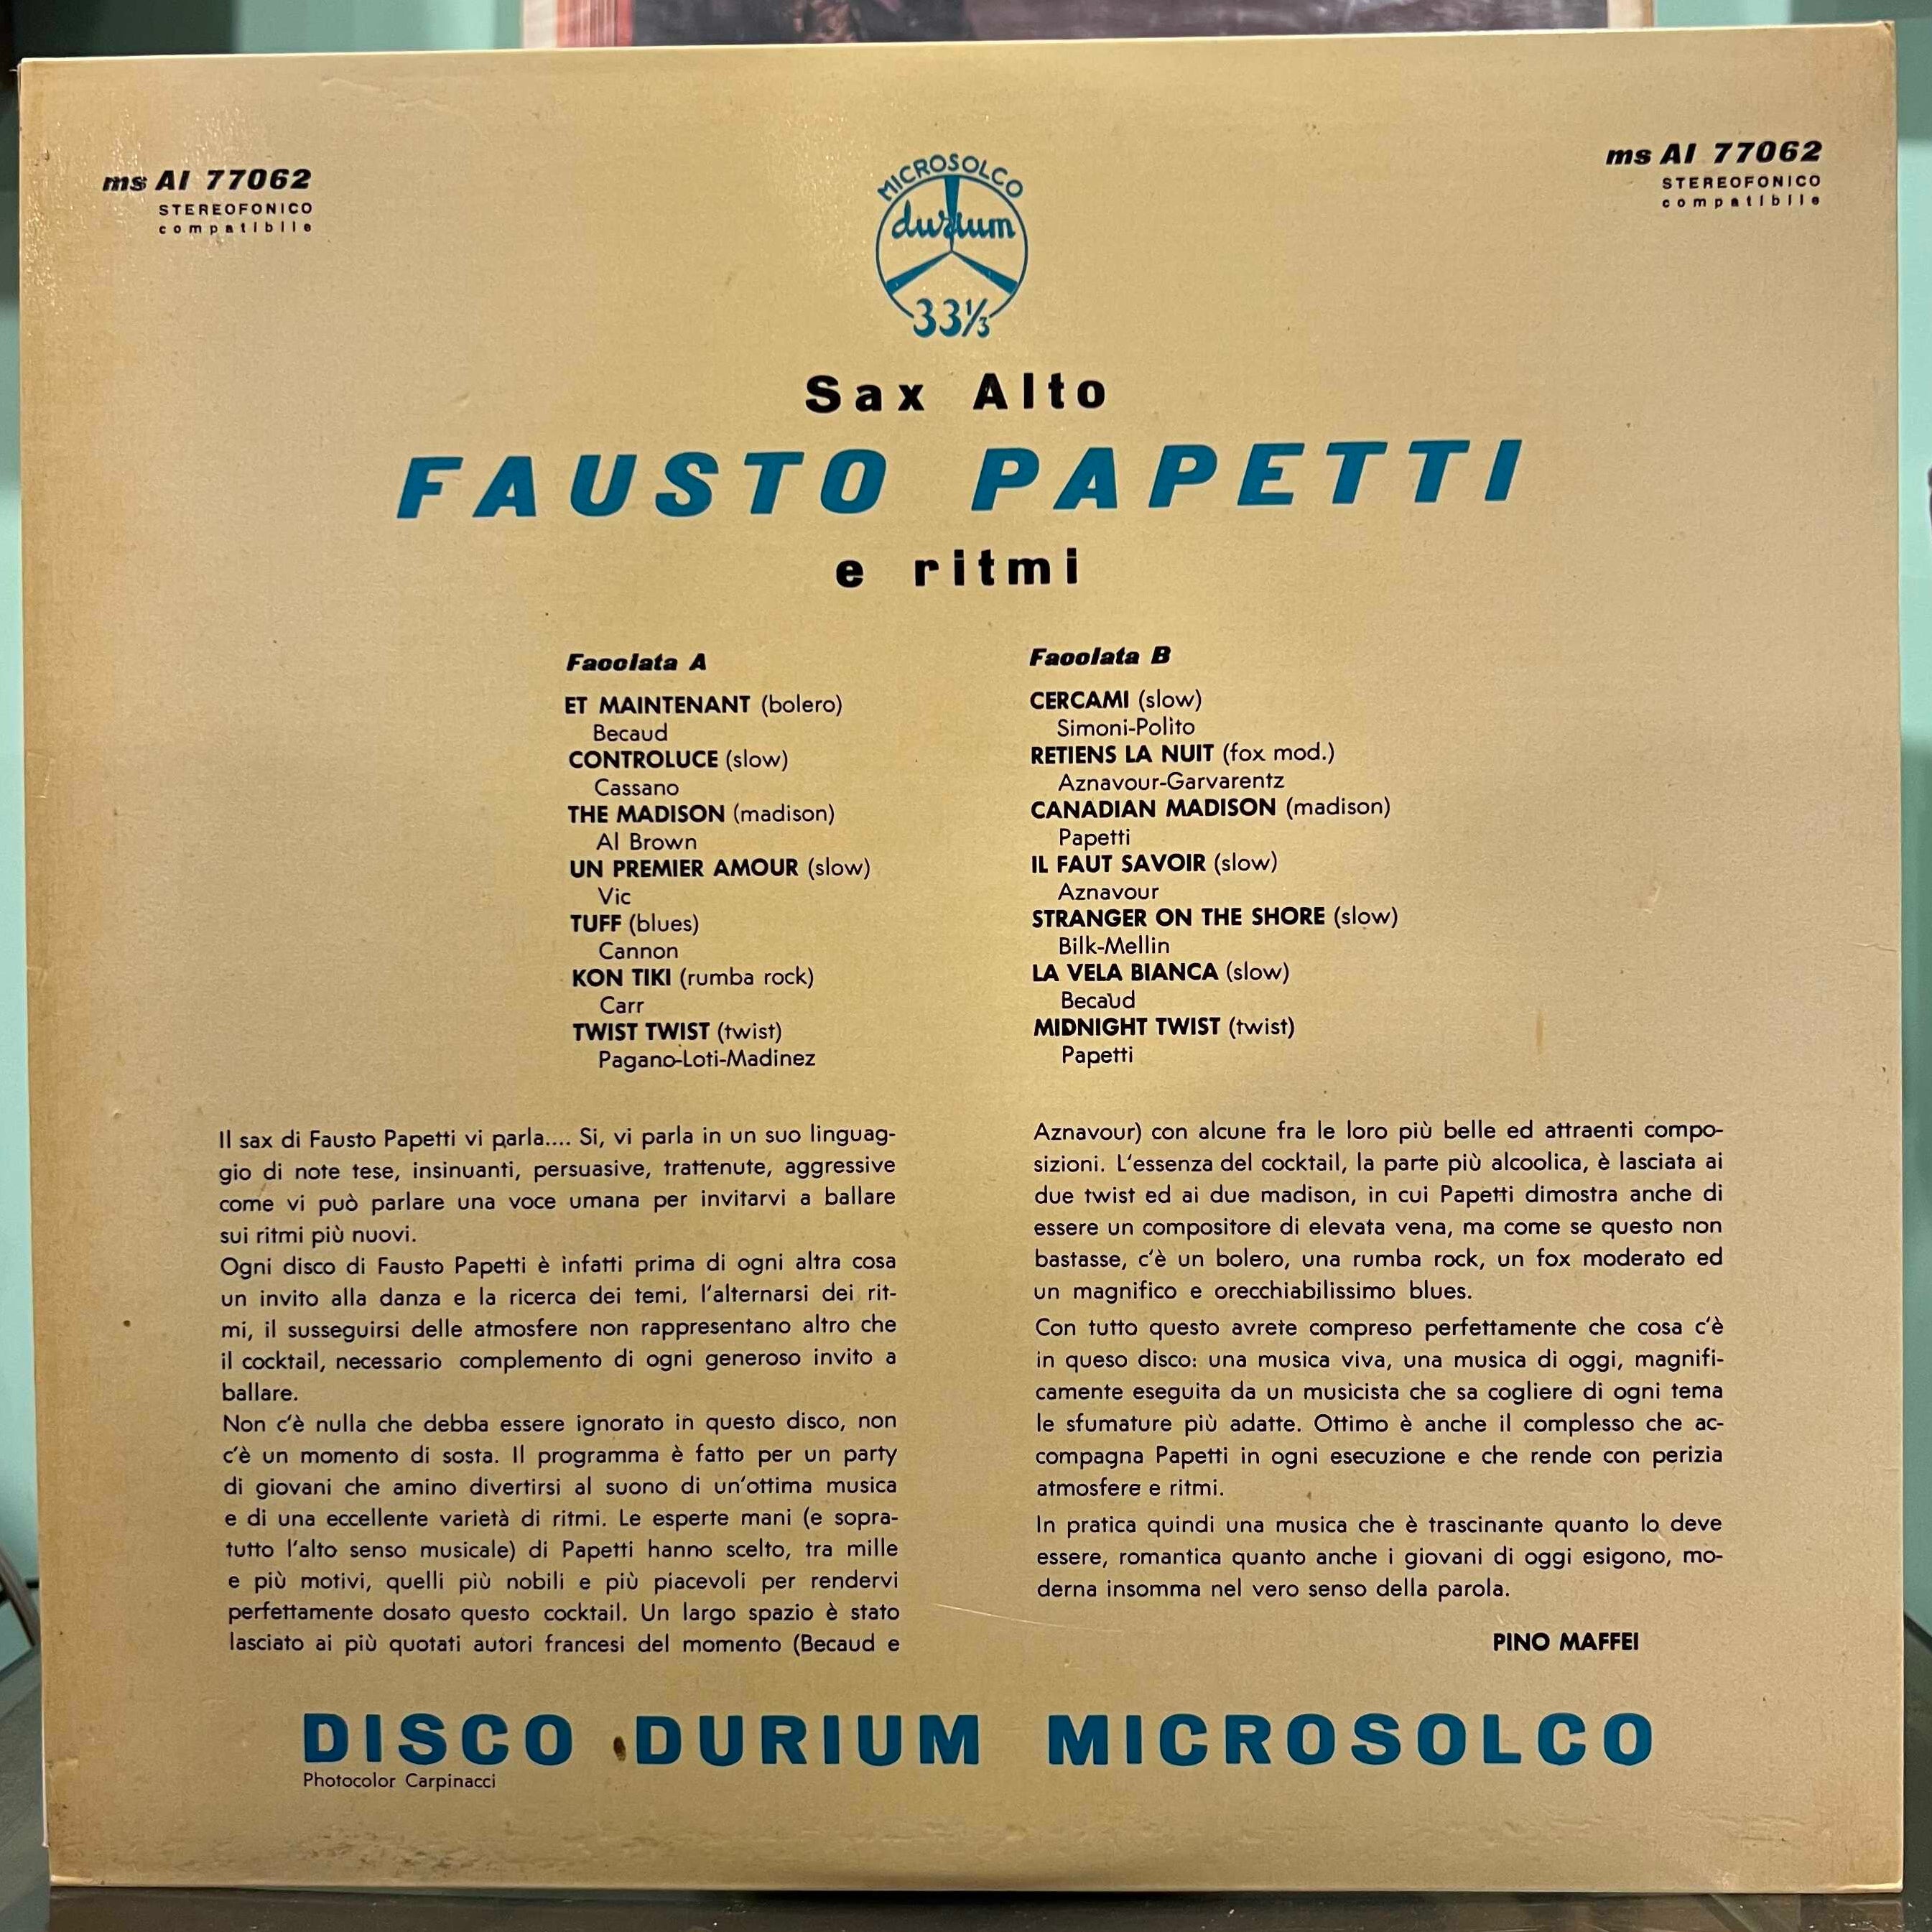 ms AI 77062
STEREOFONICO
compatibile
ms AI 77062
STEREOFONICO
compatibile
MICROSOLCO
durium
33⅓
Sax Alto
FAUSTO PAPETTI
e ritmi
Facciata A
ET MAINTENANT (bolero)
Becaud
CONTROLUCE (slow)
Cassano
THE MADISON (madison)
Al Brown
UN PREMIER AMOUR (slow)
Vic
TUFF (blues)
Cannon
KON TIKI (rumba rock)
Carr
TWIST TWIST (twist)
Pagano-Loti-Madinez
Facciata B
CERCAMI (slow)
Simoni-Polito
RETIENS LA NUIT (fox mod.)
Aznavour-Garvarentz
CANADIAN MADISON (madison)
Papetti
IL FAUT SAVOIR (slow)
Aznavour
STRANGER ON THE SHORE (slow)
Bilk-Mellin
LA VELA BIANCA (slow)
Becaud
MIDNIGHT TWIST (twist)
Papetti
Il sax di Fausto Papetti vi parla.... Si, vi parla in un suo linguag-
gio di note tese, insinuanti, persuasive, trattenute, aggressive
come vi può parlare una voce umana per invitarvi a ballare
sui ritmi più nuovi.
Ogni disco di Fausto Papetti è infatti prima di ogni altra cosa
un invito alla danza e la ricerca dei temi, l'alternarsi dei rit-
mi, il susseguirsi delle atmosfere non rappresentano altro che
il cocktail, necessario complemento di ogni generoso invito a
ballare.
Non c'è nulla che debba essere ignorato in questo disco, non
c'è un momento di sosta. Il programma è fatto per un party
di giovani che amino divertirsi al suono di un'ottima musica
e di una eccellente varietà di ritmi. Le esperte mani (e sopra-
tutto l'alto senso musicale) di Papetti hanno scelto, tra mille
e più motivi, quelli più nobili e più piacevoli per rendervi
perfettamente dosato questo cocktail. Un largo spazio è stato
lasciato ai più quotati autori francesi del momento (Becaud e
Aznavour) con alcune fra le loro più belle ed attraenti compo-
sizioni. L'essenza del cocktail, la parte più alcoolica, è lasciata ai
due twist ed ai due madison, in cui Papetti dimostra anche di
essere un compositore di elevata vena, ma come se questo non
bastasse, c'è un bolero, una rumba rock, un fox moderato ed
un magnifico e orecchiabilissimo blues.
Con tutto questo avrete compreso perfettamente che cosa c'è
in queso disco: una musica viva, una musica di oggi, magnifi-
camente eseguita da un musicista che sa cogliere di ogni tema
le sfumature più adatte. Ottimo è anche il complesso che ac-
compagna Papetti in ogni esecuzione e che rende con perizia
atmosfere e ritmi.
In pratica quindi una musica che è trascinante quanto lo deve
essere, romantica quanto anche i giovani di oggi esigono, mo-
derna insomma nel vero senso della parola.
PINO MAFFEI
DISCO DURIUM MICROSOLCO
Photocolor Carpinacci